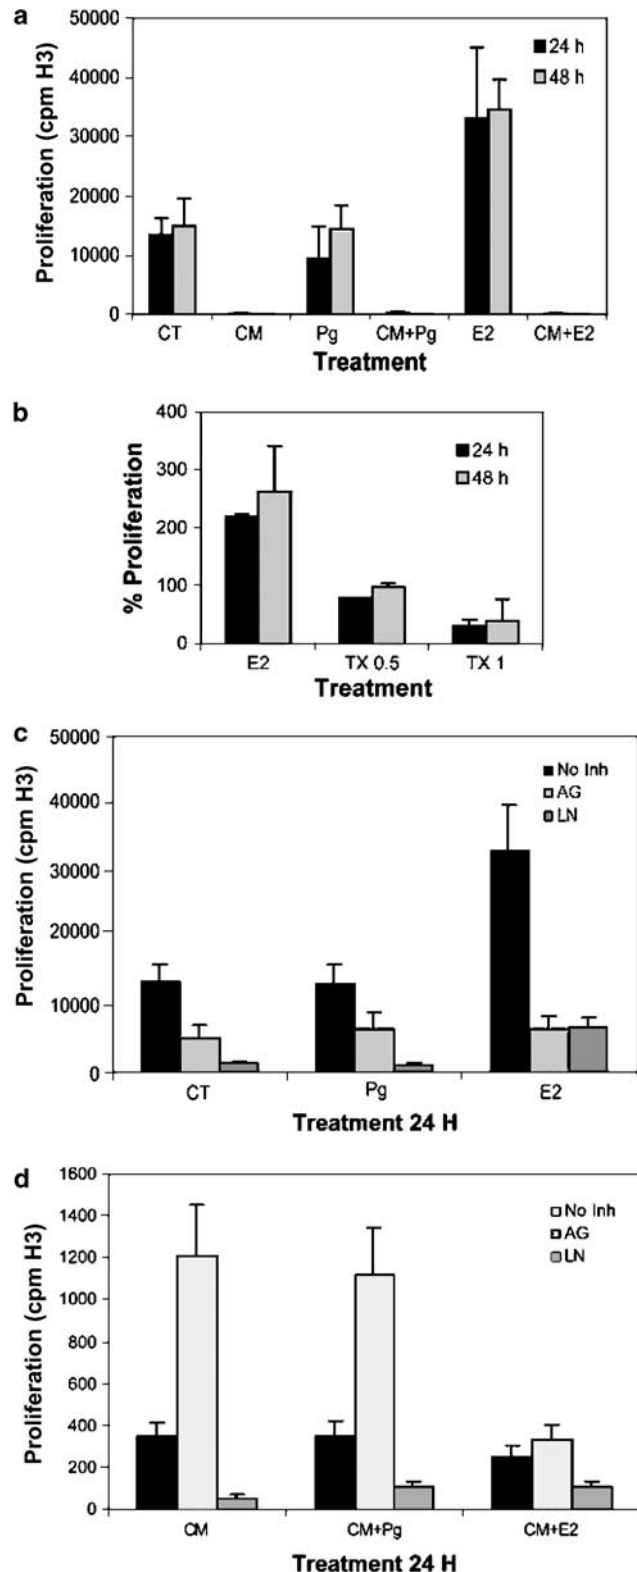 a
50000
40000
30000
20000
10000
0
Proliferation (cpm H3)
24 h
48 h
CT CM Pg CM+Pg E2 CM+E2
Treatment
b
400
300
200
100
0
% Proliferation
24 h
48 h
E2 TX 0.5 TX 1
Treatment
c
50000
40000
30000
20000
10000
0
Proliferation (cpm H3)
No Inh
AG
LN
CT Pg E2
Treatment 24 H
d
1600
1400
1200
1000
800
600
400
200
0
Proliferation (cpm H3)
No Inh
AG
LN
CM CM+Pg CM+E2
Treatment 24 H